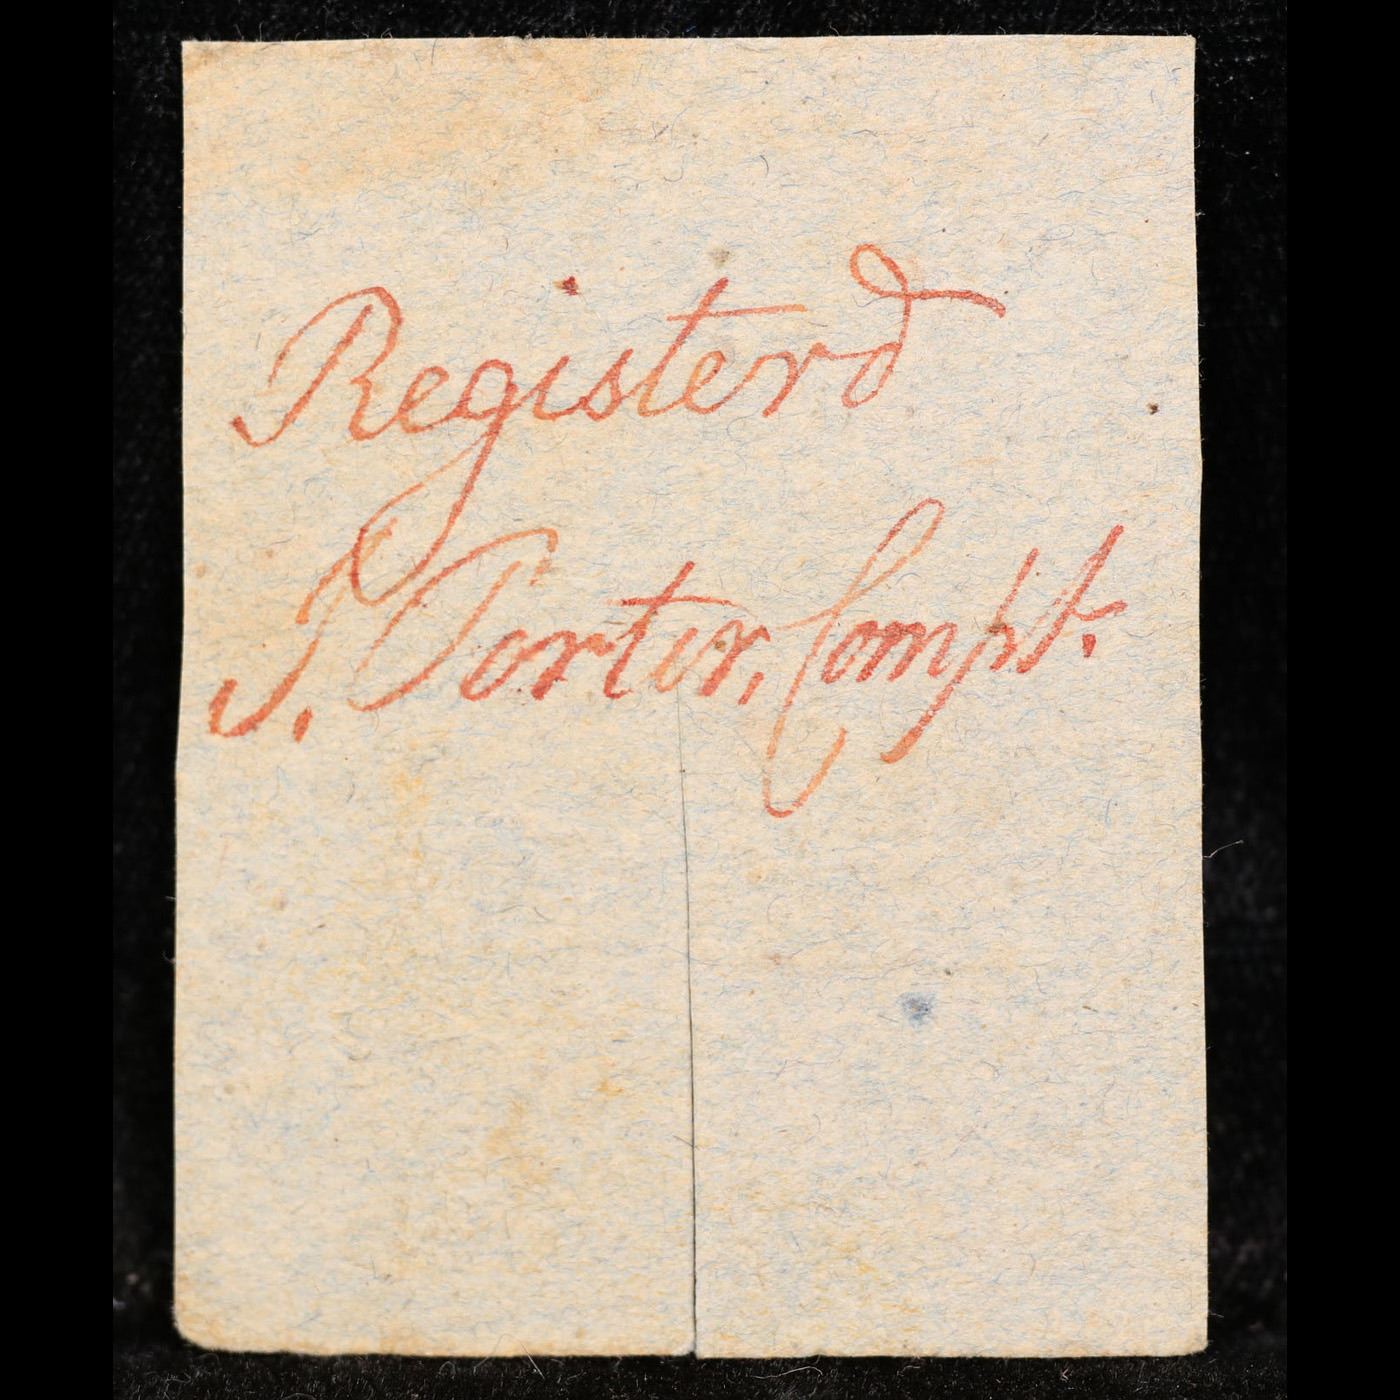 Registerd
J. Porter, Compt.